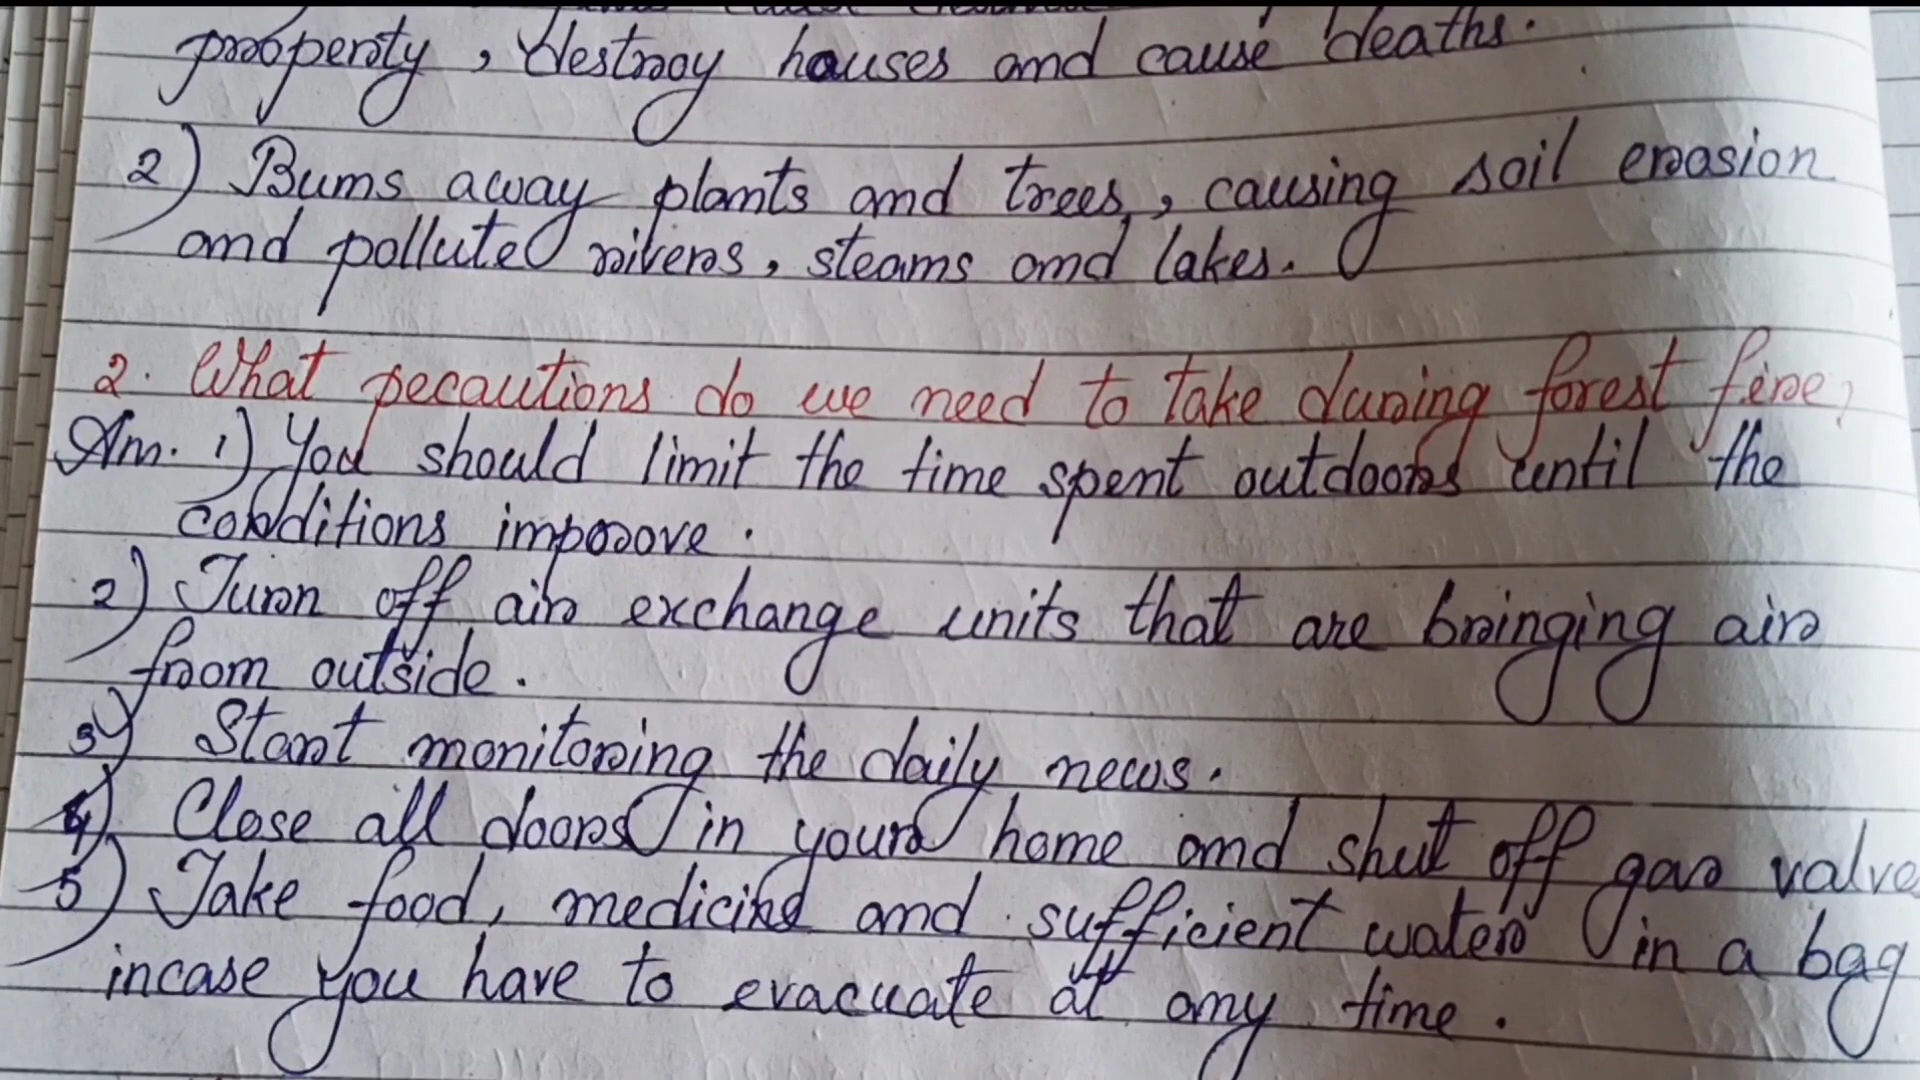 property, destroy houses and cause deaths.
2) Burns away plants and trees, causing soil erosion
and pollute rivers, steams and lakes.
2. What pecautions do we need to take during forest fire?
Ans. 1) You should limit the time spent outdoors until the
conditions improve.
2) Turn off air exchange units that are bringing air
from outside.
3) Start monitoring the daily news.
4) Close all doors in your home and shut off gas valve
5) Take food, medicine and sufficient water in a bag
incase you have to evacuate at any time.